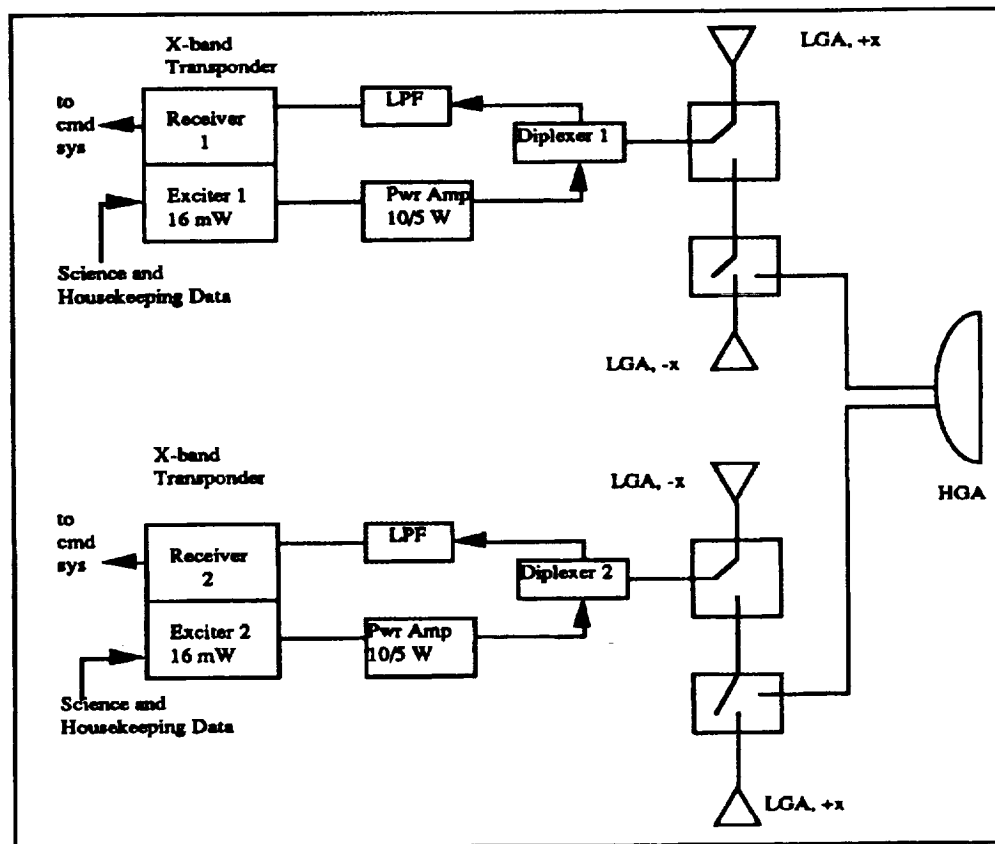 X-band
Transponder
LGA, +x
to
cmd
sys
Receiver
1
LPF
Diplexer 1
Exciter 1
16 mW
Pwr Amp
10/5 W
Science and
Housekeeping Data
LGA, -x
HGA
X-band
Transponder
LGA, -x
to
cmd
sys
Receiver
2
LPF
Diplexer 2
Exciter 2
16 mW
Pwr Amp
10/5 W
Science and
Housekeeping Data
LGA, +x